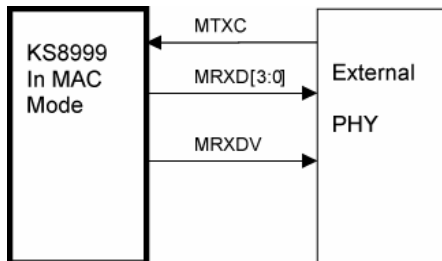 KS8999
In MAC
Mode
MTXC
MRXD[3:0]
MRXDV
External
PHY